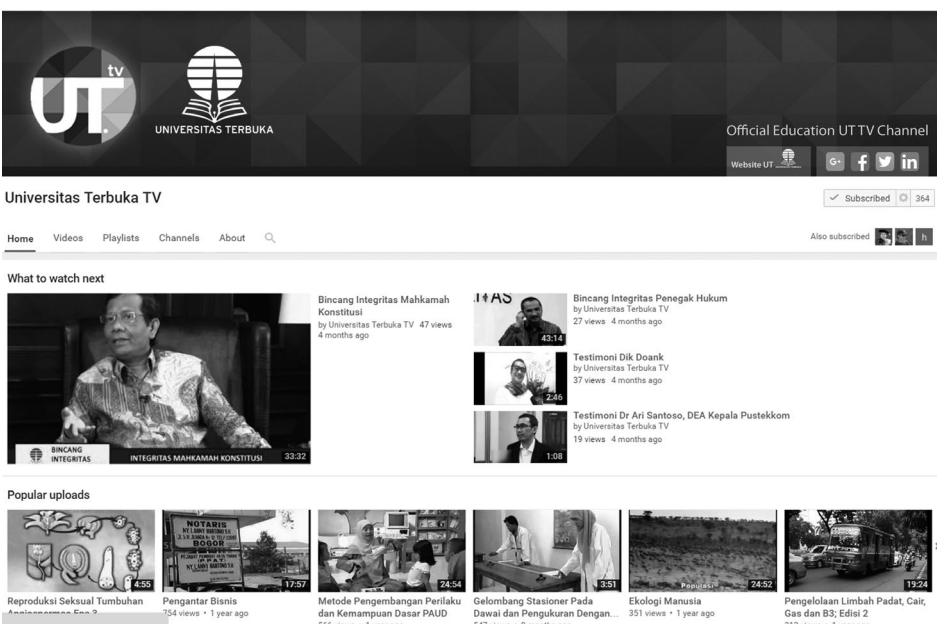 UT tv
UNIVERSITAS TERBUKA
Official Education UT TV Channel
Website UT
G+ f in
Universitas Terbuka TV
Subscribed 364
Home Videos Playlists Channels About
Also subscribed h
What to watch next
BINCANG
INTEGRITAS
INTEGRITAS MAHKAMAH KONSTITUSI
33:32
Bincang Integritas Mahkamah
Konstitusi
by Universitas Terbuka TV 47 views
4 months ago
43:14
Bincang Integritas Penegak Hukum
by Universitas Terbuka TV
27 views 4 months ago
2:46
Testimoni Dik Doank
by Universitas Terbuka TV
37 views 4 months ago
1:08
Testimoni Dr Ari Santoso, DEA Kepala Pustekkom
by Universitas Terbuka TV
19 views 4 months ago
Popular uploads
4:55
Reproduksi Seksual Tumbuhan
NOTARIS
BOGOR
17:57
Pengantar Bisnis
754 views • 1 year ago
24:54
Metode Pengembangan Perilaku
dan Kemampuan Dasar PAUD
3:51
Gelombang Stasioner Pada
Dawai dan Pengukuran Dengan...
Populasi
24:52
Ekologi Manusia
351 views • 1 year ago
19:24
Pengelolaan Limbah Padat, Cair,
Gas dan B3; Edisi 2